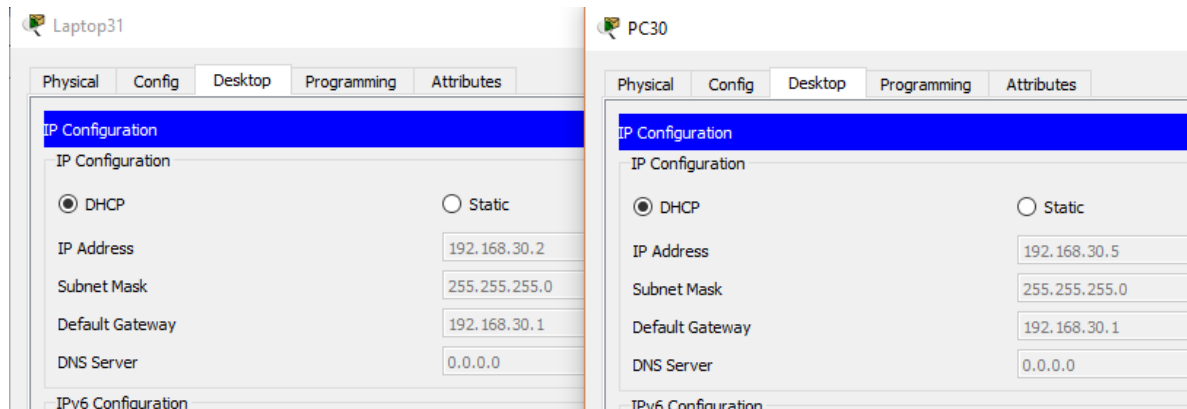 Laptop31
Physical Config Desktop Programming Attributes
IP Configuration
IP Configuration
DHCP Static
IP Address 192.168.30.2
Subnet Mask 255.255.255.0
Default Gateway 192.168.30.1
DNS Server 0.0.0.0
IPv6 Configuration
PC30
Physical Config Desktop Programming Attributes
IP Configuration
IP Configuration
DHCP Static
IP Address 192.168.30.5
Subnet Mask 255.255.255.0
Default Gateway 192.168.30.1
DNS Server 0.0.0.0
IPv6 Configuration